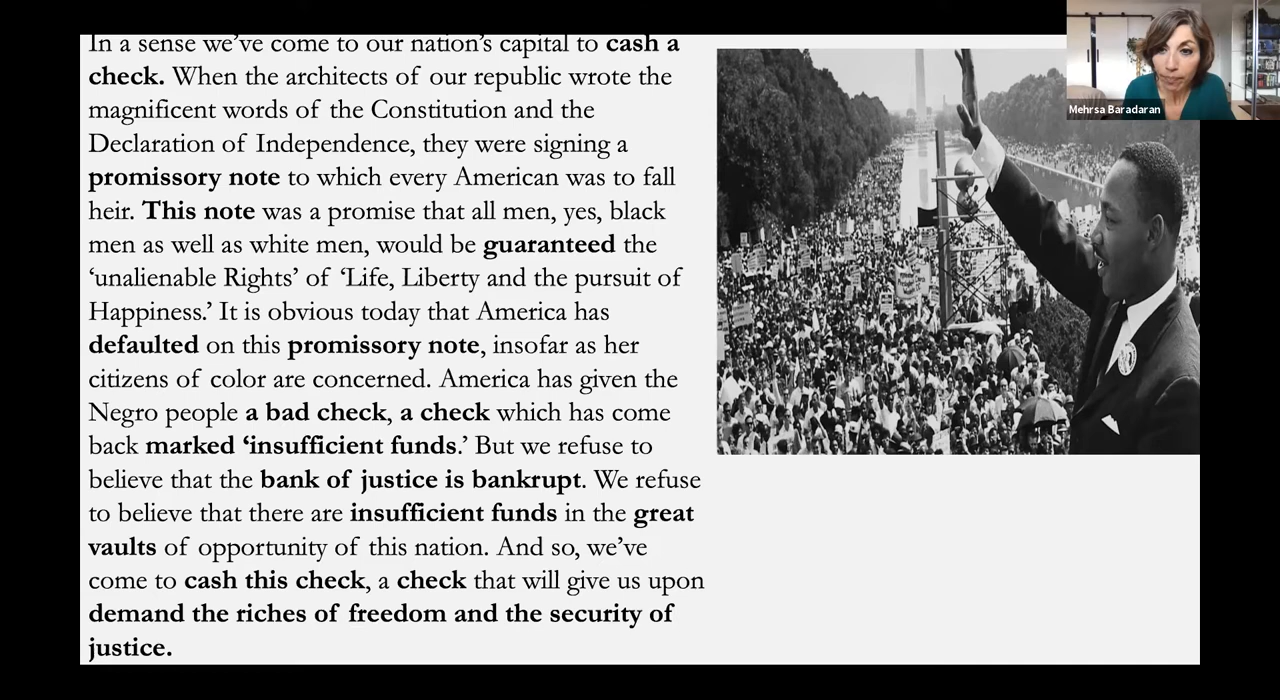 In a sense we've come to our nation's capital to cash a
check. When the architects of our republic wrote the
magnificent words of the Constitution and the
Declaration of Independence, they were signing a
promissory note to which every American was to fall
heir. This note was a promise that all men, yes, black
men as well as white men, would be guaranteed the
‘unalienable Rights’ of ‘Life, Liberty and the pursuit of
Happiness.’ It is obvious today that America has
defaulted on this promissory note, insofar as her
citizens of color are concerned. America has given the
Negro people a bad check, a check which has come
back marked ‘insufficient funds.’ But we refuse to
believe that the bank of justice is bankrupt. We refuse
to believe that there are insufficient funds in the great
vaults of opportunity of this nation. And so, we’ve
come to cash this check, a check that will give us upon
demand the riches of freedom and the security of
justice.
Mehrsa Baradaran